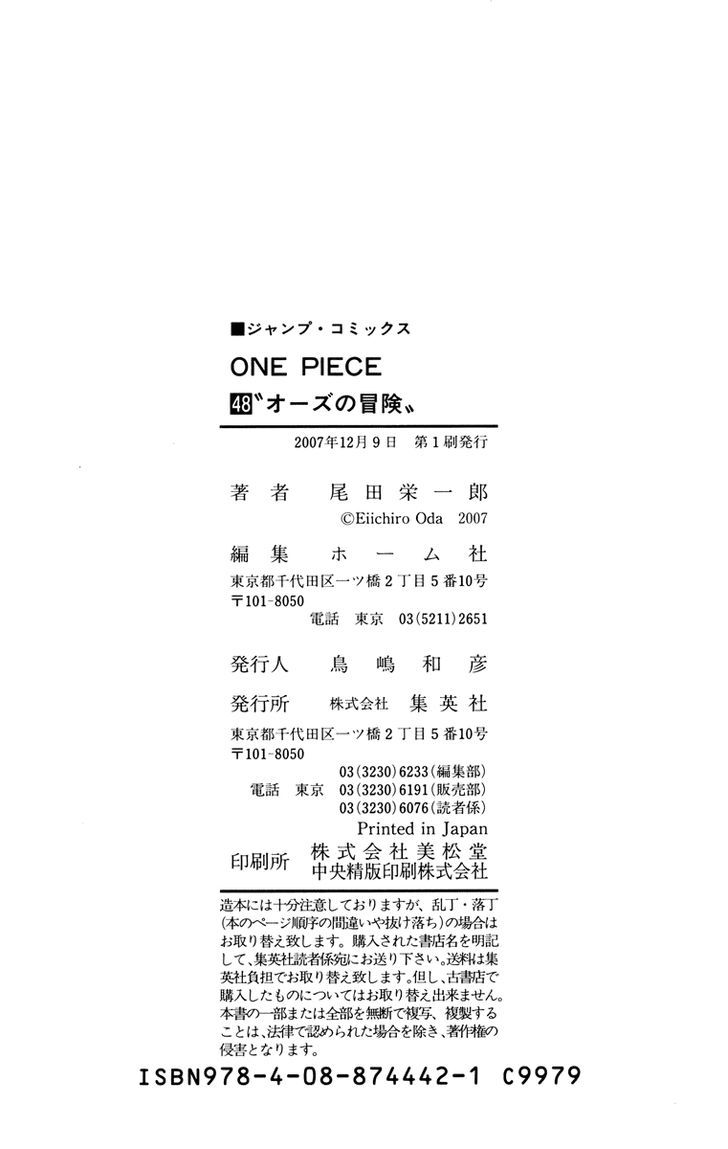 ■ジャンプ・コミックス
ONE PIECE
48〝オーズの冒険〟
2007年12月9日 第1刷発行
著者 尾田栄一郎
©Eiichiro Oda 2007
編集 ホーム社
東京都千代田区一ツ橋2丁目5番10号
〒101-8050
電話 東京 03(5211)2651
発行人 鳥嶋和彦
発行所 株式会社 集英社
東京都千代田区一ツ橋2丁目5番10号
〒101-8050
03(3230)6233(編集部)
電話 東京 03(3230)6191(販売部)
03(3230)6076(読者係)
Printed in Japan
印刷所 株式会社美松堂
中央精版印刷株式会社
造本には十分注意しておりますが、乱丁・落丁
(本のページ順序の間違いや抜け落ち)の場合は
お取り替え致します。購入された書店名を明記
して、集英社読者係宛にお送り下さい。送料は集
英社負担でお取り替え致します。但し、古書店で
購入したものについてはお取り替え出来ません。
本書の一部または全部を無断で複写、複製する
ことは、法律で認められた場合を除き、著作権の
侵害となります。
ISBN978-4-08-874442-1 C9979